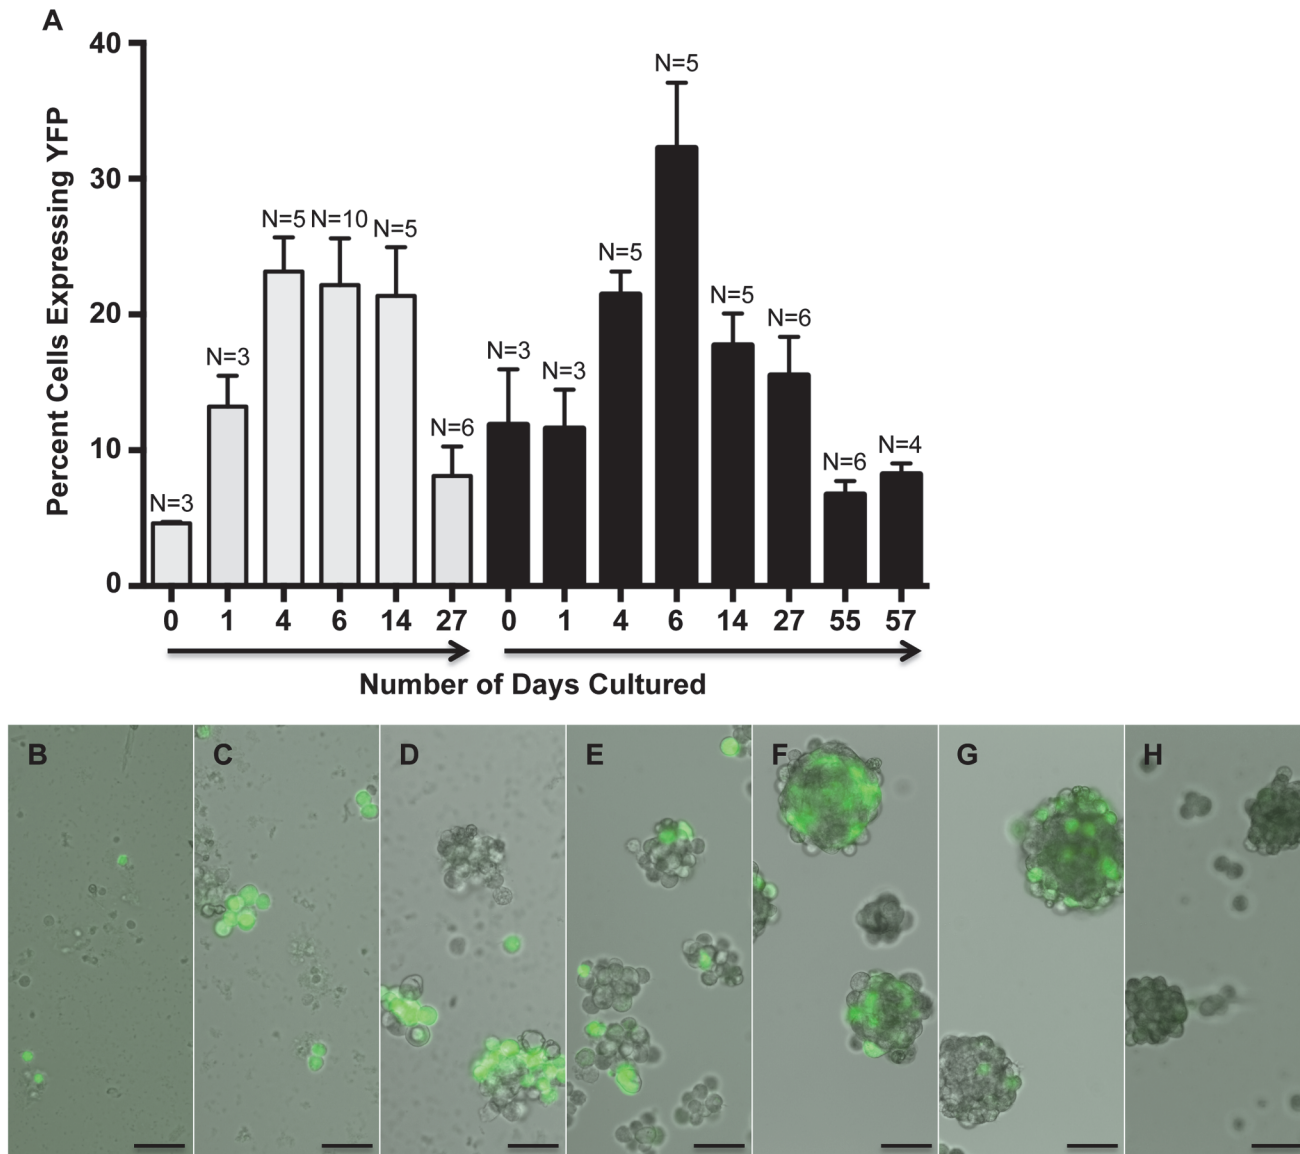 A
40
30
20
10
0
Percent Cells Expressing YFP
N=3
N=3
N=5
N=10
N=5
N=6
N=3
N=3
N=5
N=5
N=5
N=6
N=6
N=4
0 1 4 6 14 27 0 1 4 6 14 27 55 57
Number of Days Cultured
B C D E F G H